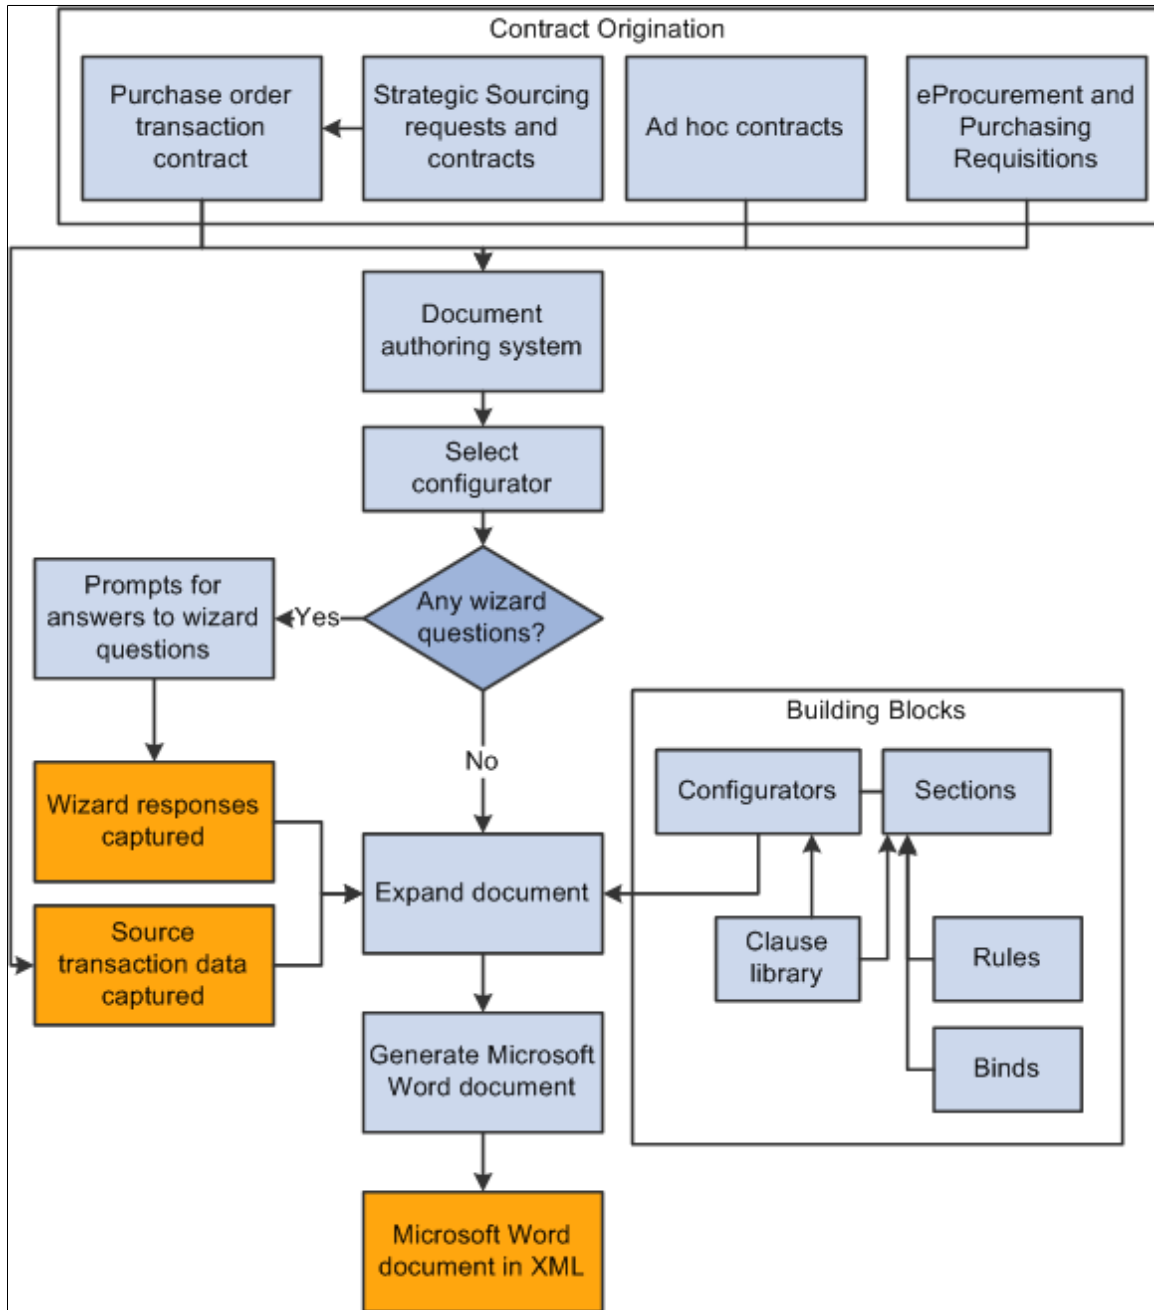 Contract Origination
Purchase order
transaction
contract
Strategic Sourcing
requests and
contracts
Ad hoc contracts
eProcurement and
Purchasing
Requisitions
Document
authoring system
Select
configurator
Any wizard
questions?
Yes
Prompts for
answers to wizard
questions
No
Wizard responses
captured
Source
transaction data
captured
Expand document
Building Blocks
Configurators
Sections
Clause
library
Rules
Binds
Generate Microsoft
Word document
Microsoft Word
document in XML